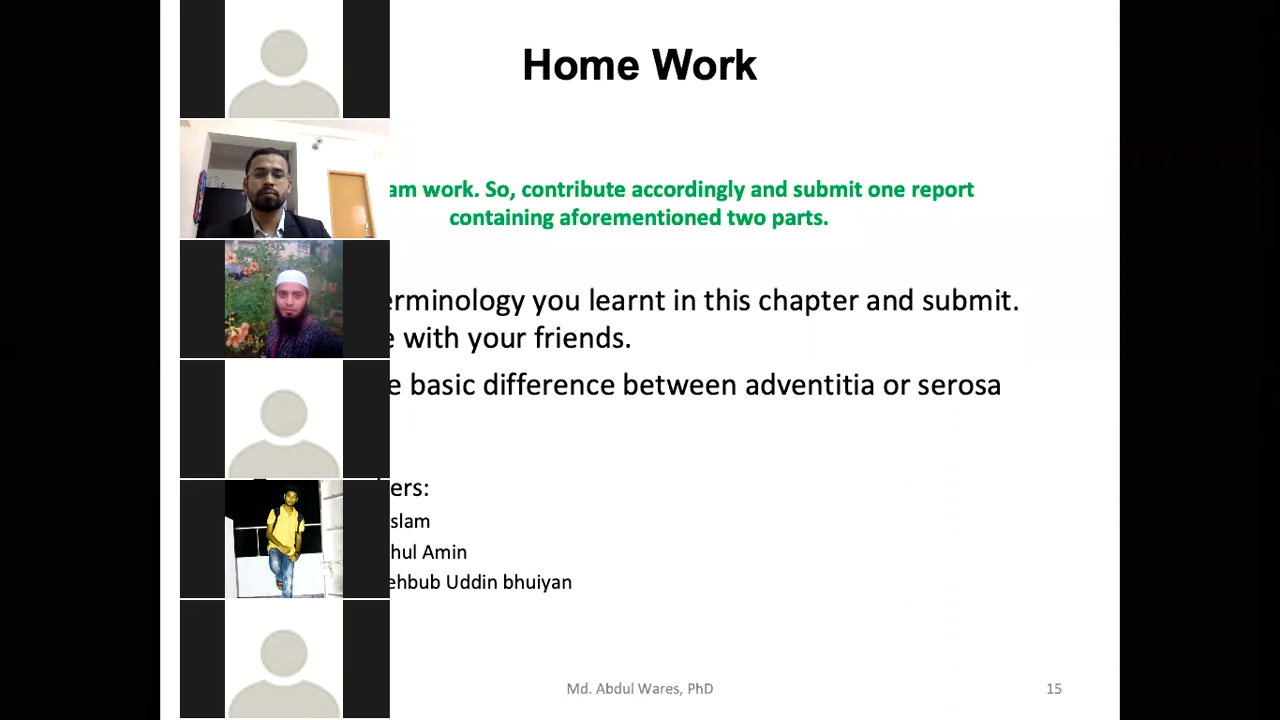 Home Work
am work. So, contribute accordingly and submit one report
containing aforementioned two parts.
erminology you learnt in this chapter and submit.
e with your friends.
e basic difference between adventitia or serosa
ers:
slam
hul Amin
ehbub Uddin bhuiyan
Md. Abdul Wares, PhD
15